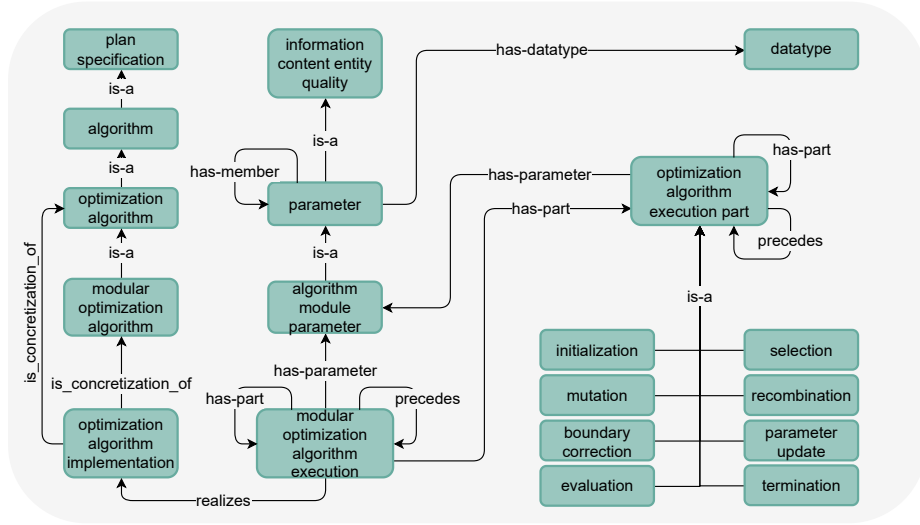 plan
specification
information
content entity
quality
has-datatype
datatype
is-a
algorithm
is-a
is-a
has-member
has-part
optimization
algorithm
parameter
has-parameter
has-part
optimization
algorithm
execution part
precedes
is-a
is-a
is_concretization_of
modular
optimization
algorithm
algorithm
module
parameter
is-a
initialization
selection
has-parameter
is_concretization_of
has-part
precedes
mutation
recombination
optimization
algorithm
implementation
modular
optimization
algorithm
execution
boundary
correction
parameter
update
evaluation
termination
realizes